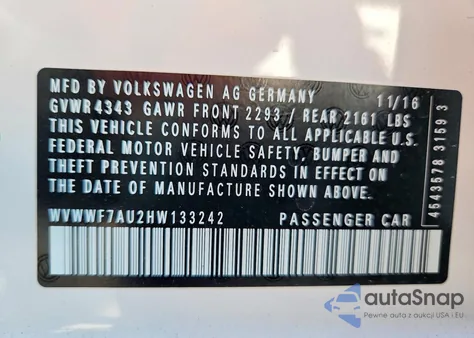 MFD BY VOLKSWAGEN AG GERMANY 11/16
GVWR4343 GAWR FRONT 2293/ REAR 2161 LBS
THIS VEHICLE CONFORMS TO ALL APPLICABLE U.S.
FEDERAL MOTOR VEHICLE SAFETY, BUMPER AND
THEFT PREVENTION STANDARDS IN EFFECT ON
THE DATE OF MANUFACTURE SHOWN ABOVE.
WVWWF7AU2HW133242 PASSENGER CAR
4543578 3159 3
autoSnap
Pewne auta z aukcji USA i EU